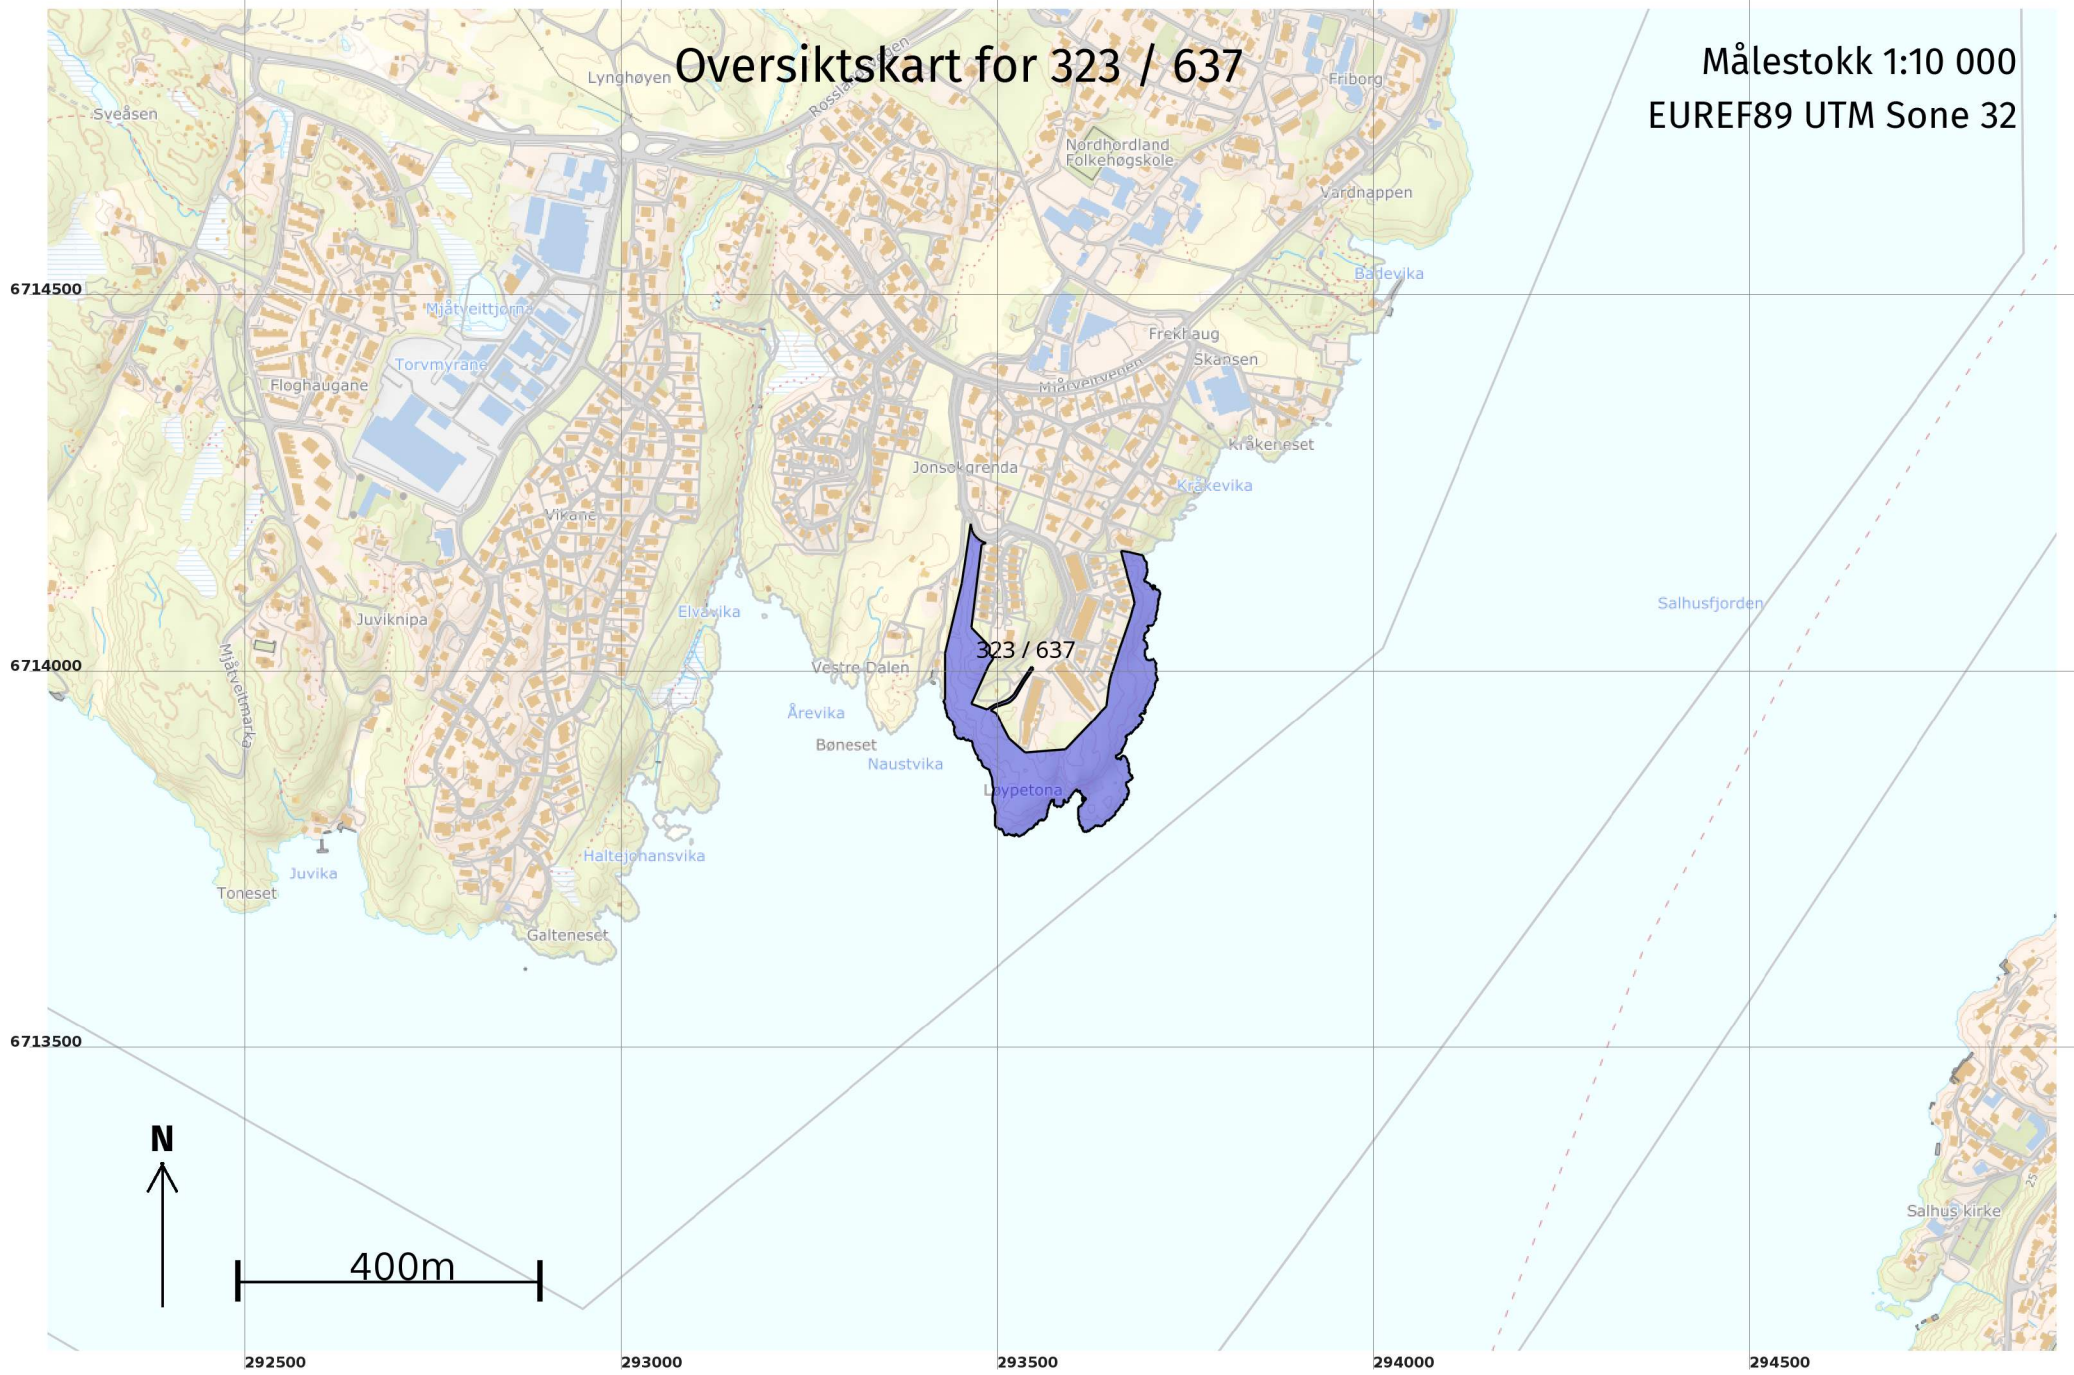 Oversiktskart for 323 / 637
Målestokk 1:10 000
EUREF89 UTM Sone 32
Lynghøyen
Rosslandsvegen
Friborg
Sveåsen
Nordhordland
Folkehøgskole
Vardnappen
Badevika
6714500
Mjåtveittjørna
Frekhaug
Skansen
Torvmyrane
Mjåtveitvegen
Floghaugane
Kråkeneset
Jonsokgrenda
Kråkevika
Vikane
Salhusfjorden
Elvavika
Juviknipa
323 / 637
6714000
Vestre Dalen
Mjåtveitmarka
Årevika
Bøneset
Naustvika
Løypetona
Haltejohansvika
Juvika
Toneset
Galteneset
6713500
N
25
Salhus kirke
400m
292500
293000
293500
294000
294500